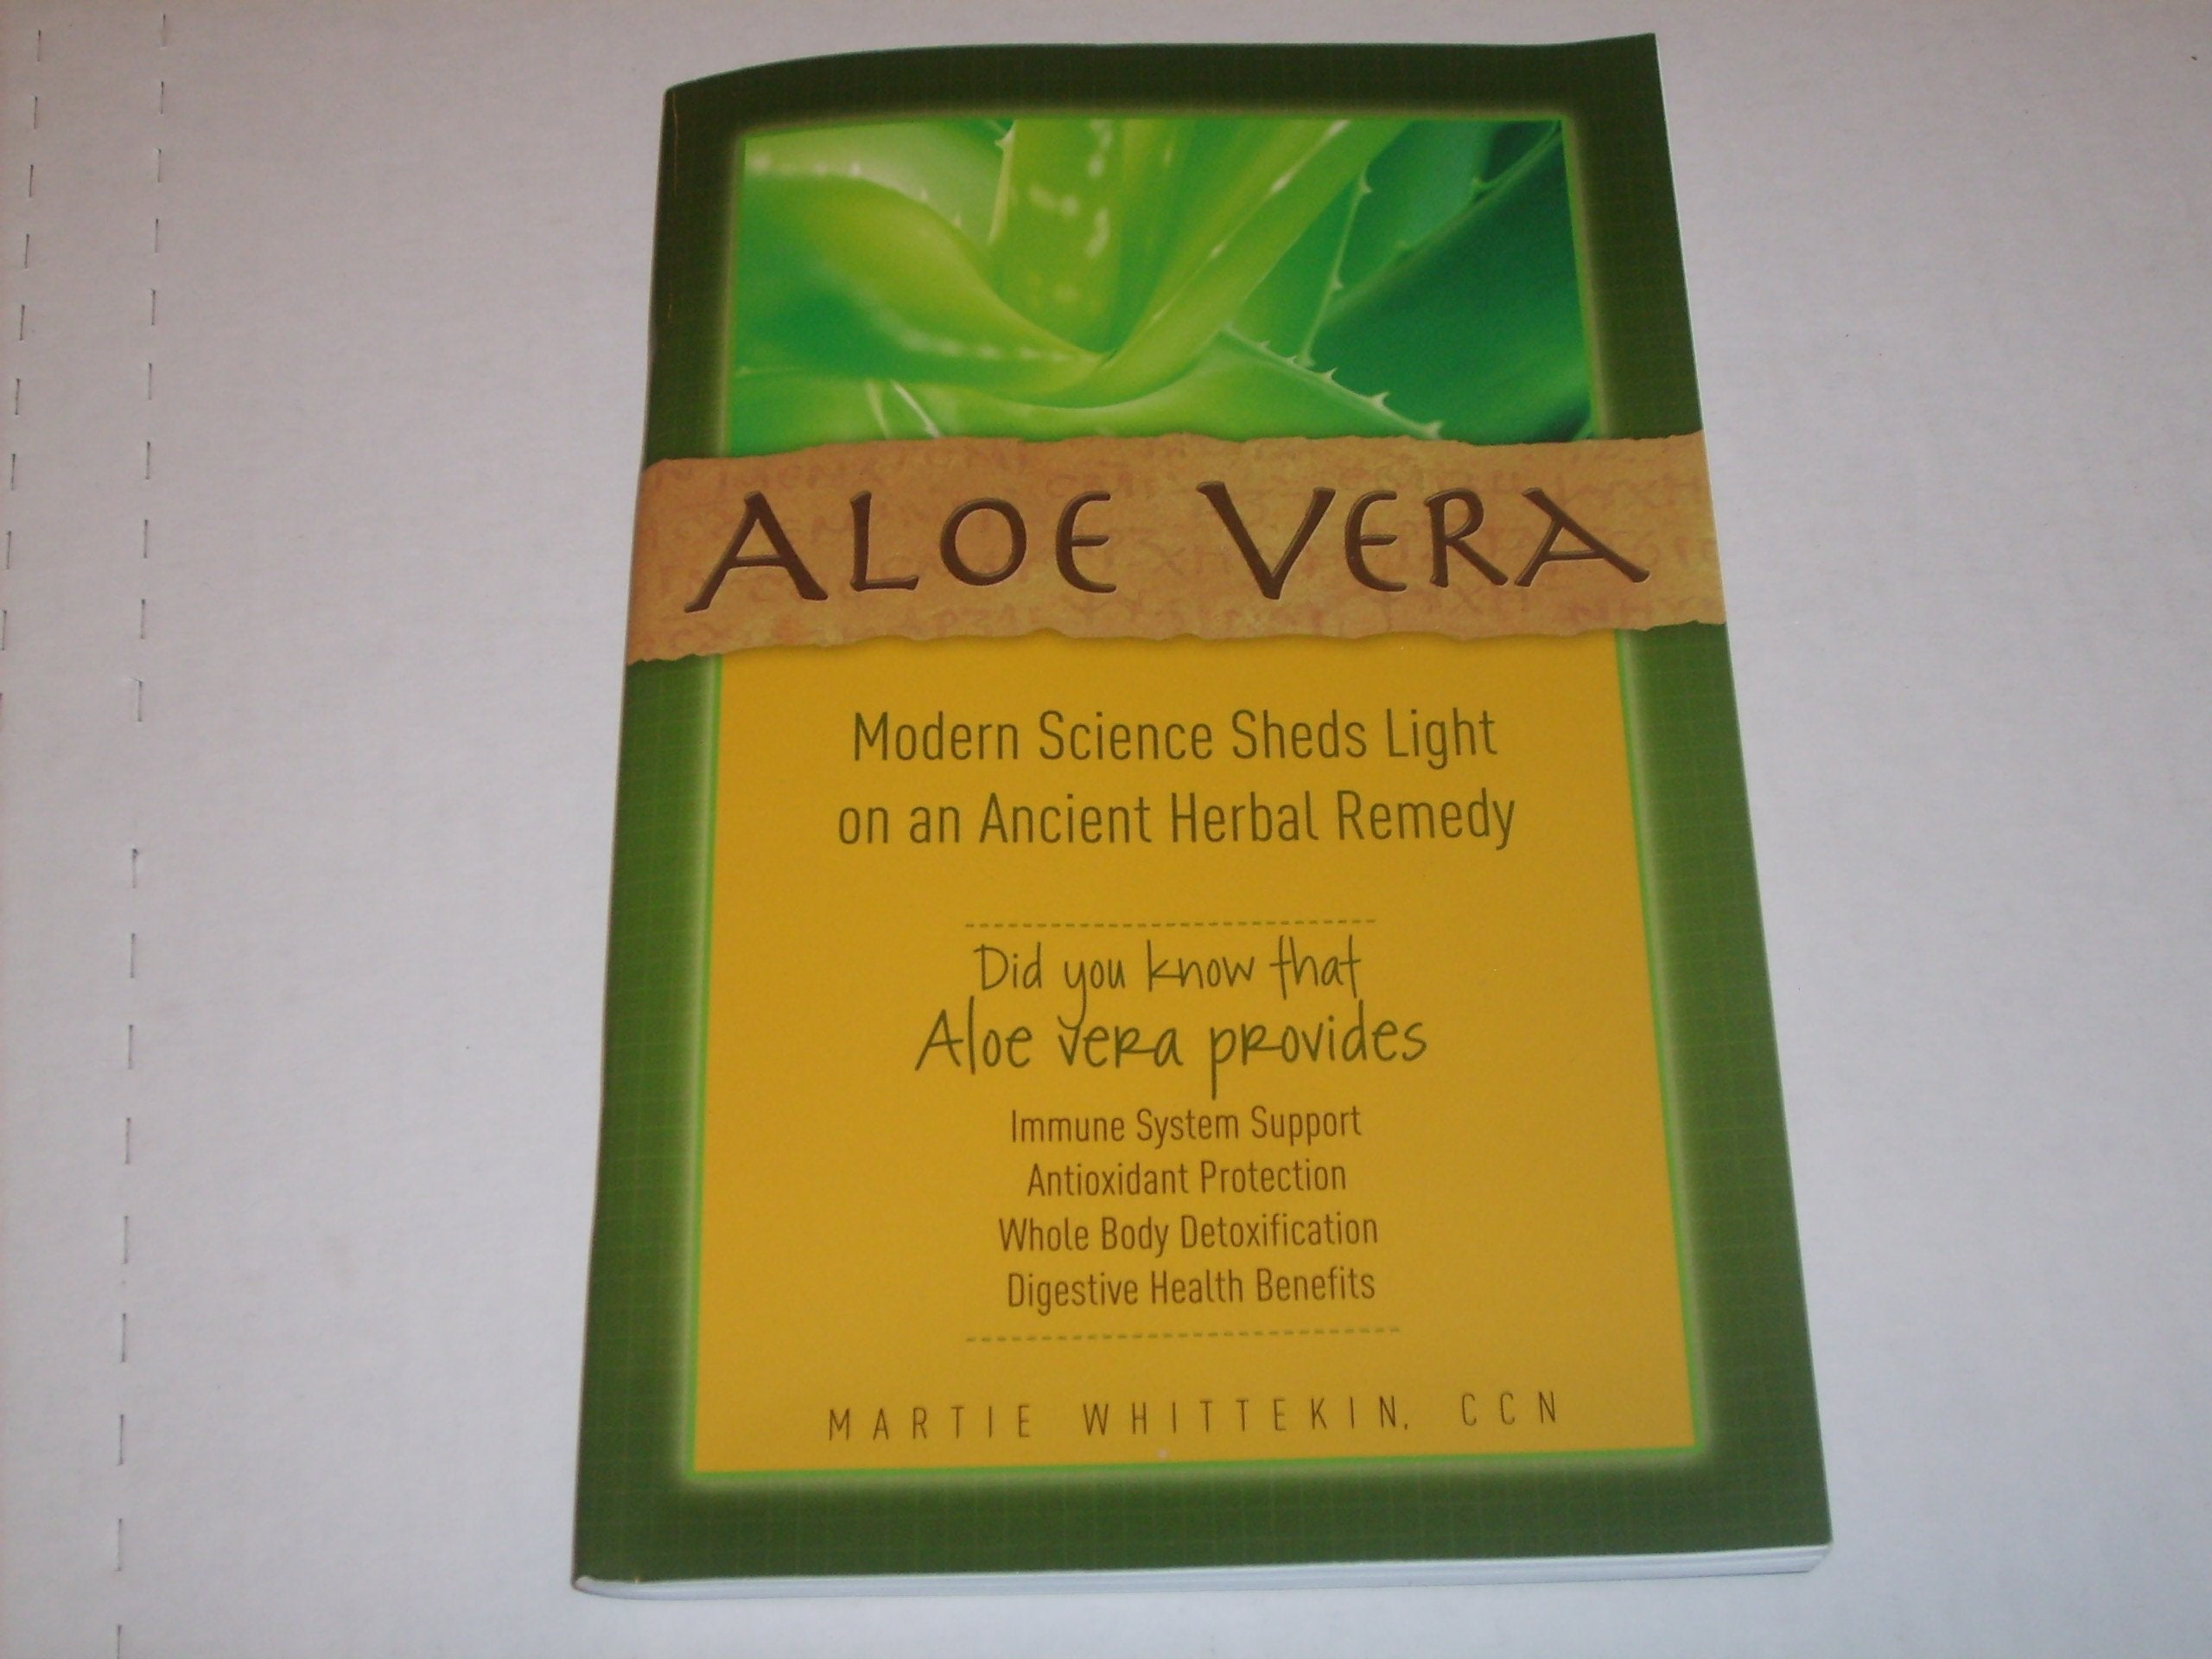 ALOE VERA
Modern Science Sheds Light
on an Ancient Herbal Remedy
Did you know that
Aloe vera provides
Immune System Support
Antioxidant Protection
Whole Body Detoxification
Digestive Health Benefits
MARTIE WHITTEKIN, CCN